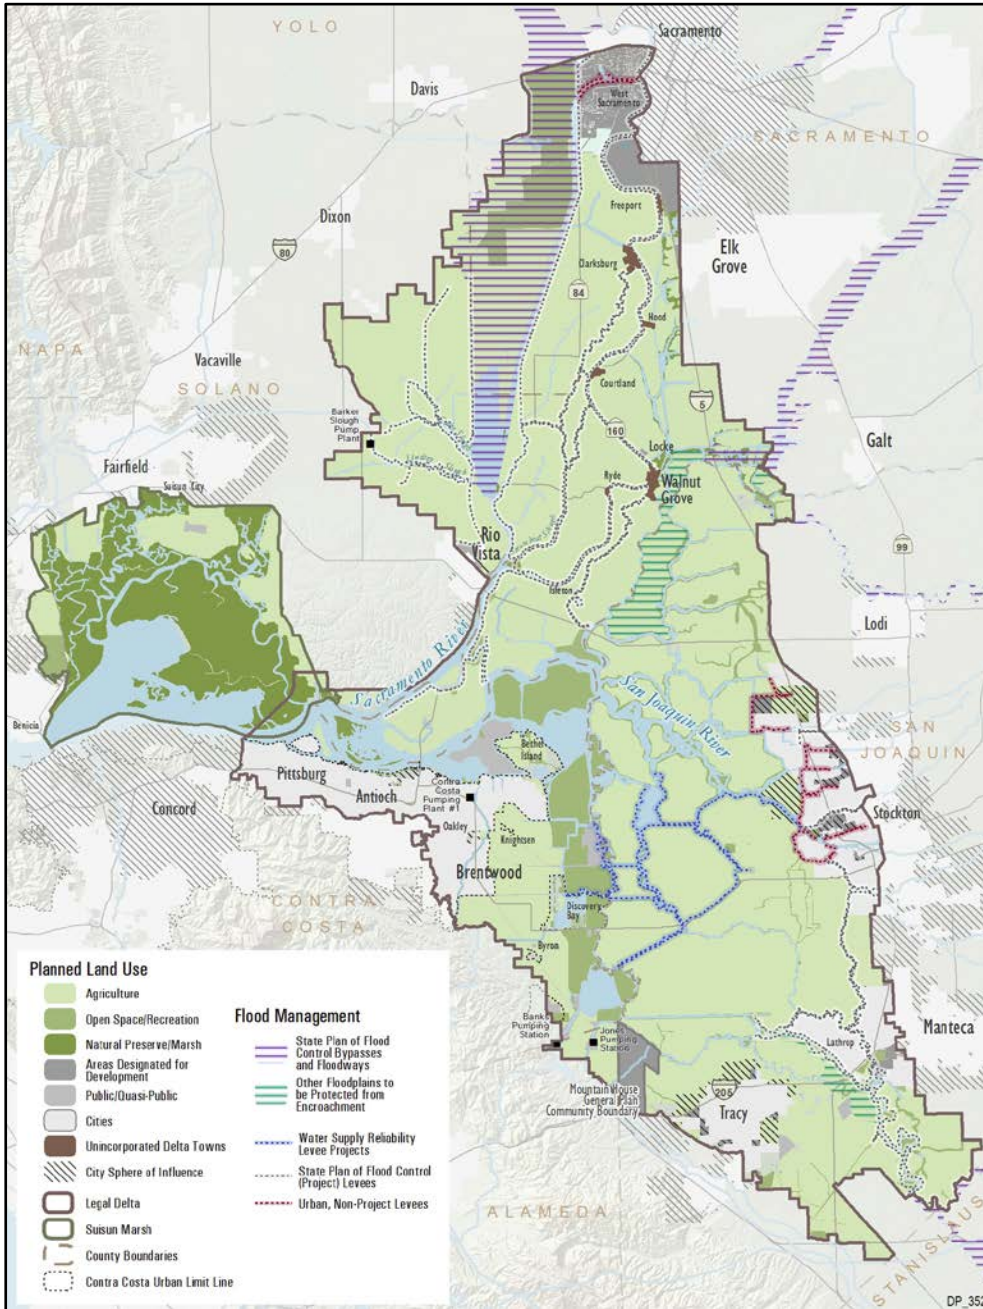 YOLO
Sacramento
Davis
West
Sacramento
SACRAMENTO
Dixon
80
Freeport
Elk
Grove
Clarksburg
84
Hood
NAPA
Vacaville
SOLANO
Courtland
5
Barker
Slough
Pump
Plant
160
Locke
Galt
Fairfield
Suisun City
Ryde
Walnut
Grove
Rio
Vista
99
Isleton
Lodi
Sacramento River
San Joaquin River
Benicia
SAN
JOAQUIN
Bethel
Island
Pittsburg
Antioch
Concord
Contra
Costa
Pumping
Plant #1
Stockton
Oakley
Knightsen
Brentwood
CONTRA
COSTA
Discovery
Bay
Byron
Banks
Pumping
Station
Jones
Pumping
Station
Manteca
Lathrop
Mountain House
General Plan
Community Boundary
205
Tracy
ALAMEDA
STANISLAUS
Planned Land Use
Agriculture
Open Space/Recreation
Natural Preserve/Marsh
Areas Designated for
Development
Public/Quasi-Public
Cities
Unincorporated Delta Towns
City Sphere of Influence
Legal Delta
Suisun Marsh
County Boundaries
Contra Costa Urban Limit Line
Flood Management
State Plan of Flood
Control Bypasses
and Floodways
Other Floodplains to
be Protected from
Encroachment
Water Supply Reliability
Levee Projects
State Plan of Flood Control
(Project) Levees
Urban, Non-Project Levees
DP_352